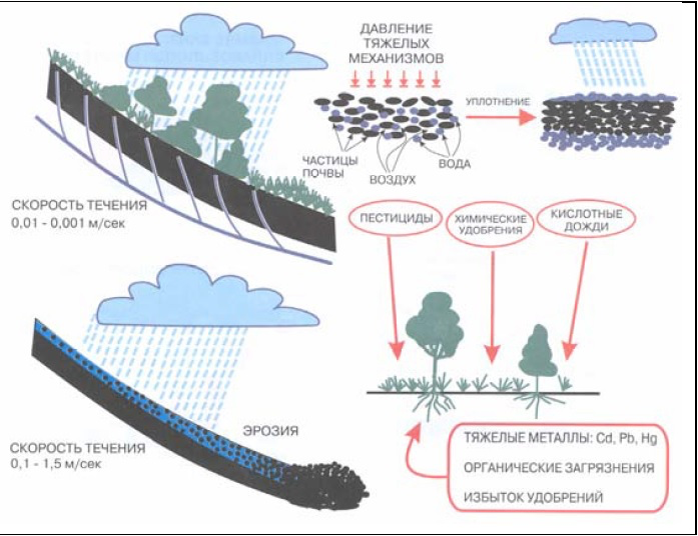 ДАВЛЕНИЕ
ТЯЖЕЛЫХ
МЕХАНИЗМОВ
УПЛОТНЕНИЕ
ЧАСТИЦЫ
ПОЧВЫ
ВОЗДУХ
ВОДА
СКОРОСТЬ ТЕЧЕНИЯ
0,01 - 0,001 м/сек
ПЕСТИЦИДЫ
ХИМИЧЕСКИЕ
УДОБРЕНИЯ
КИСЛОТНЫЕ
ДОЖДИ
ЭРОЗИЯ
СКОРОСТЬ ТЕЧЕНИЯ
0,1 - 1,5 м/сек
ТЯЖЕЛЫЕ МЕТАЛЛЫ: Cd, Pb, Hg
ОРГАНИЧЕСКИЕ ЗАГРЯЗНЕНИЯ
ИЗБЫТОК УДОБРЕНИЙ